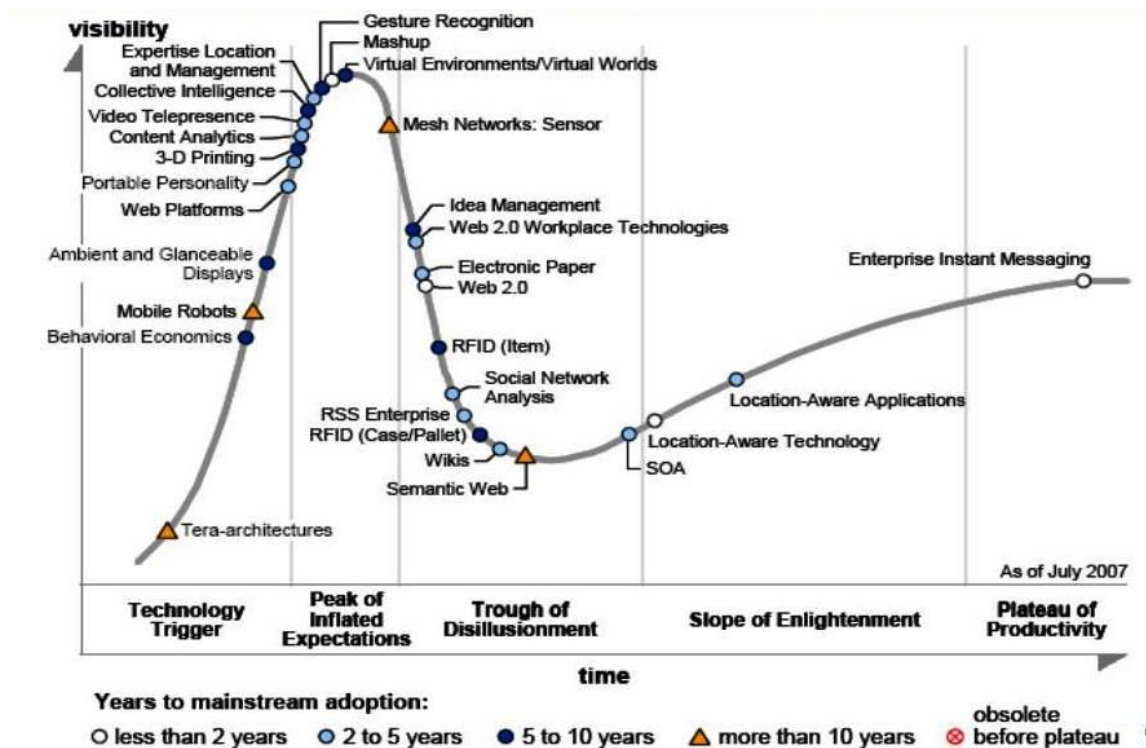 visibility
Gesture Recognition
Mashup
Virtual Environments/Virtual Worlds
Expertise Location
and Management
Collective Intelligence
Video Telepresence
Content Analytics
3-D Printing
Portable Personality
Web Platforms
Ambient and Glanceable
Displays
Mobile Robots
Behavioral Economics
Tera-architectures
Mesh Networks: Sensor
Idea Management
Web 2.0 Workplace Technologies
Electronic Paper
Web 2.0
RFID (Item)
Social Network
Analysis
RSS Enterprise
RFID (Case/Pallet)
Wikis
Semantic Web
Enterprise Instant Messaging
Location-Aware Applications
Location-Aware Technology
SOA
As of July 2007
Technology
Trigger
Peak of
Inflated
Expectations
Trough of
Disillusionment
Slope of Enlightenment
Plateau of
Productivity
time
Years to mainstream adoption:
less than 2 years
2 to 5 years
5 to 10 years
more than 10 years
obsolete
before plateau